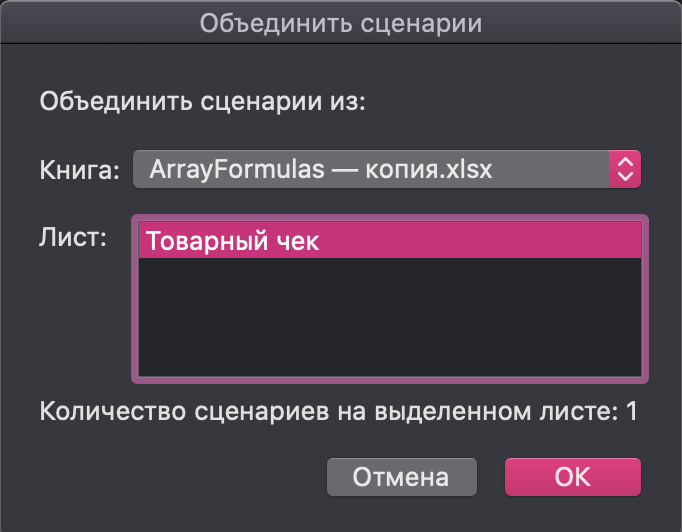 Объединить сценарии
Объединить сценарии из:
Книга: ArrayFormulas — копия.xlsx
Лист: Товарный чек
Количество сценариев на выделенном листе: 1
Отмена OK